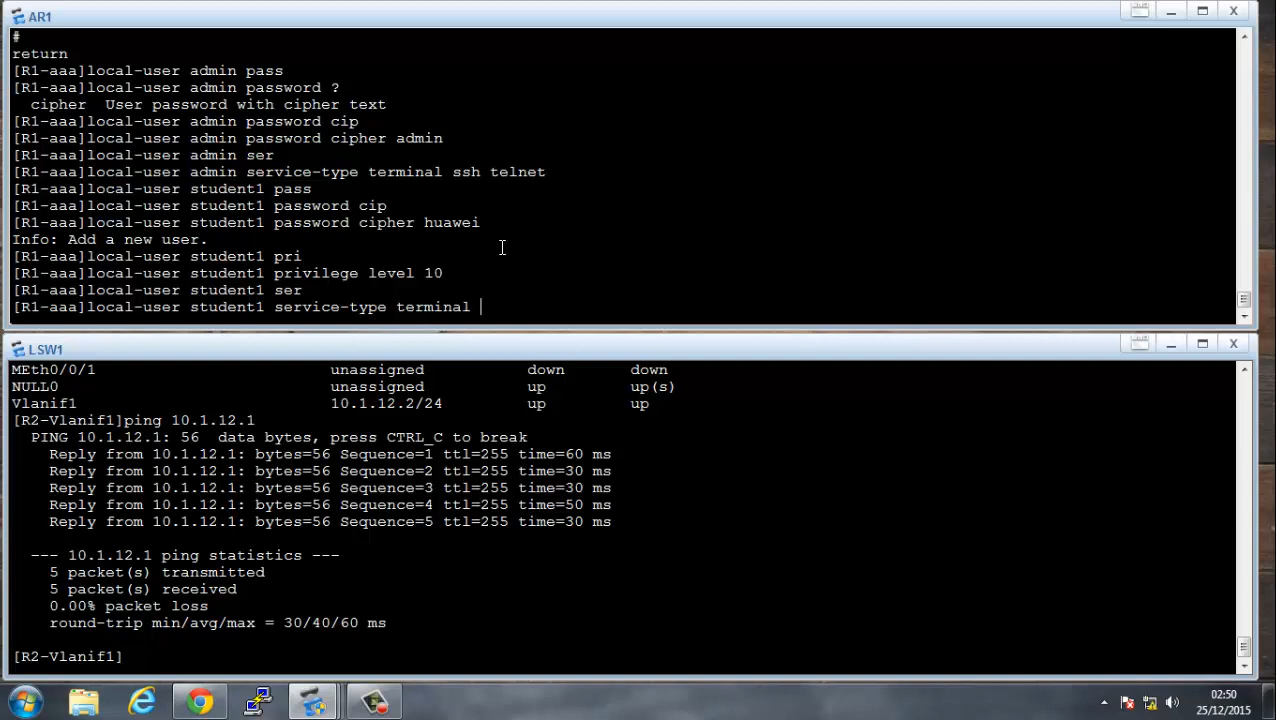 AR1
#
return
[R1-aaa]local-user admin pass
[R1-aaa]local-user admin password ?
cipher  User password with cipher text
[R1-aaa]local-user admin password cip
[R1-aaa]local-user admin password cipher admin
[R1-aaa]local-user admin ser
[R1-aaa]local-user admin service-type terminal ssh telnet
[R1-aaa]local-user student1 pass
[R1-aaa]local-user student1 password cip
[R1-aaa]local-user student1 password cipher huawei
Info: Add a new user.
[R1-aaa]local-user student1 pri
[R1-aaa]local-user student1 privilege level 10
[R1-aaa]local-user student1 ser
[R1-aaa]local-user student1 service-type terminal
LSW1
MEth0/0/1 unassigned down down
NULL0 unassigned up up(s)
Vlanif1 10.1.12.2/24 up up
[R2-Vlanif1]ping 10.1.12.1
PING 10.1.12.1: 56  data bytes, press CTRL_C to break
Reply from 10.1.12.1: bytes=56 Sequence=1 ttl=255 time=60 ms
Reply from 10.1.12.1: bytes=56 Sequence=2 ttl=255 time=30 ms
Reply from 10.1.12.1: bytes=56 Sequence=3 ttl=255 time=30 ms
Reply from 10.1.12.1: bytes=56 Sequence=4 ttl=255 time=50 ms
Reply from 10.1.12.1: bytes=56 Sequence=5 ttl=255 time=30 ms
--- 10.1.12.1 ping statistics ---
5 packet(s) transmitted
5 packet(s) received
0.00% packet loss
round-trip min/avg/max = 30/40/60 ms
[R2-Vlanif1]
02:50
25/12/2015